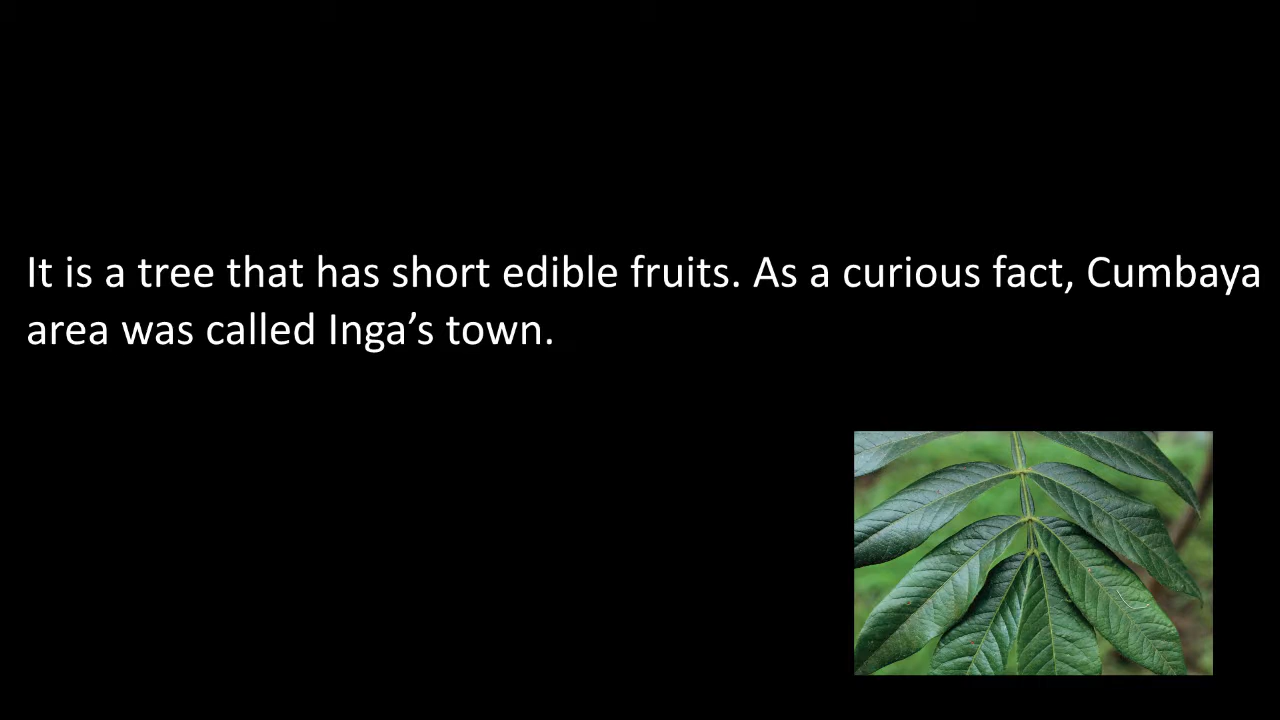 It is a tree that has short edible fruits. As a curious fact, Cumbaya
area was called Inga’s town.